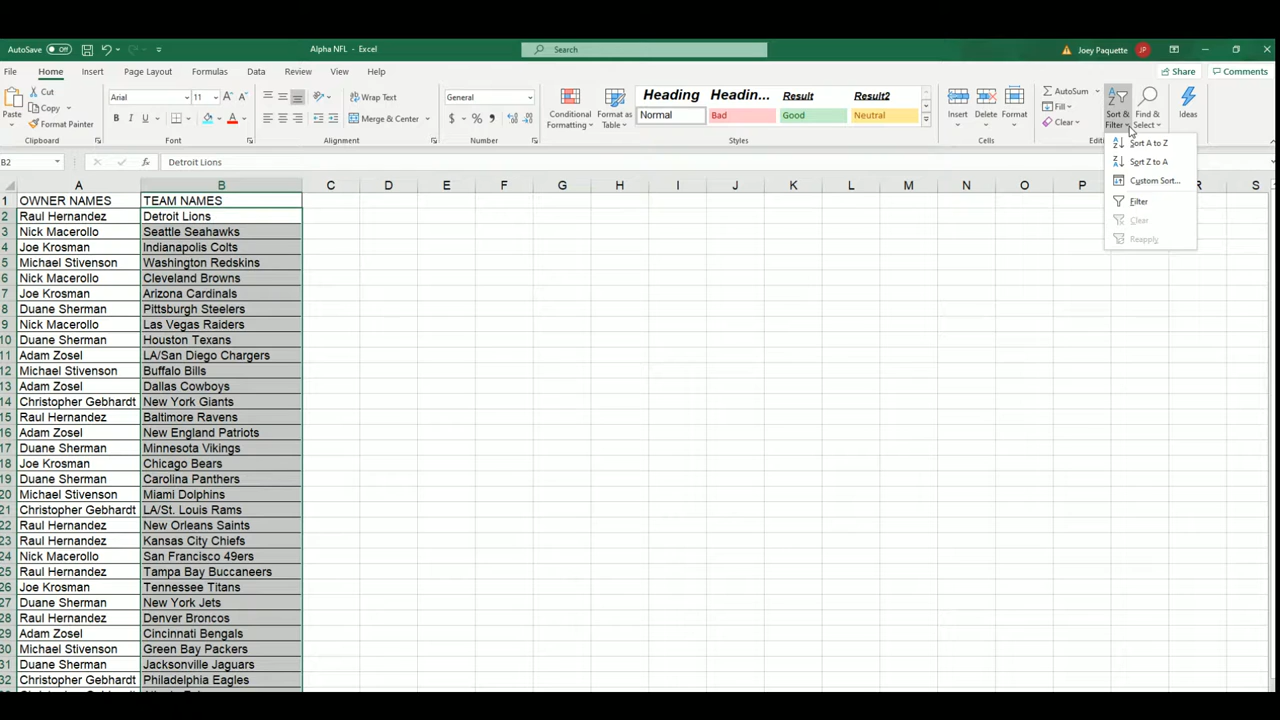 AutoSave Off Alpha NFL - Excel Search Joey Paquette JP
File Home Insert Page Layout Formulas Data Review View Help Share Comments
Cut Arial 11 Wrap Text General Heading Headin... Result Result2 AutoSum
Copy Fill
Paste Format Painter B I U Merge & Center $ % Conditional Formatting Format as Table Normal Bad Good Neutral Insert Delete Format Clear Sort & Filter Find & Select Ideas
Clipboard Font Alignment Number Styles Cells Editi
B2 fx Detroit Lions
Sort A to Z
Sort Z to A
Custom Sort...
Filter
Clear
Reapply
A B C D E F G H I J K L M N O P R S
1 OWNER NAMES TEAM NAMES
2 Raul Hernandez Detroit Lions
3 Nick Macerollo Seattle Seahawks
4 Joe Krosman Indianapolis Colts
5 Michael Stivenson Washington Redskins
6 Nick Macerollo Cleveland Browns
7 Joe Krosman Arizona Cardinals
8 Duane Sherman Pittsburgh Steelers
9 Nick Macerollo Las Vegas Raiders
10 Duane Sherman Houston Texans
11 Adam Zosel LA/San Diego Chargers
12 Michael Stivenson Buffalo Bills
13 Adam Zosel Dallas Cowboys
14 Christopher Gebhardt New York Giants
15 Raul Hernandez Baltimore Ravens
16 Adam Zosel New England Patriots
17 Duane Sherman Minnesota Vikings
18 Joe Krosman Chicago Bears
19 Duane Sherman Carolina Panthers
20 Michael Stivenson Miami Dolphins
21 Christopher Gebhardt LA/St. Louis Rams
22 Raul Hernandez New Orleans Saints
23 Raul Hernandez Kansas City Chiefs
24 Nick Macerollo San Francisco 49ers
25 Raul Hernandez Tampa Bay Buccaneers
26 Joe Krosman Tennessee Titans
27 Duane Sherman New York Jets
28 Raul Hernandez Denver Broncos
29 Adam Zosel Cincinnati Bengals
30 Michael Stivenson Green Bay Packers
31 Duane Sherman Jacksonville Jaguars
32 Christopher Gebhardt Philadelphia Eagles